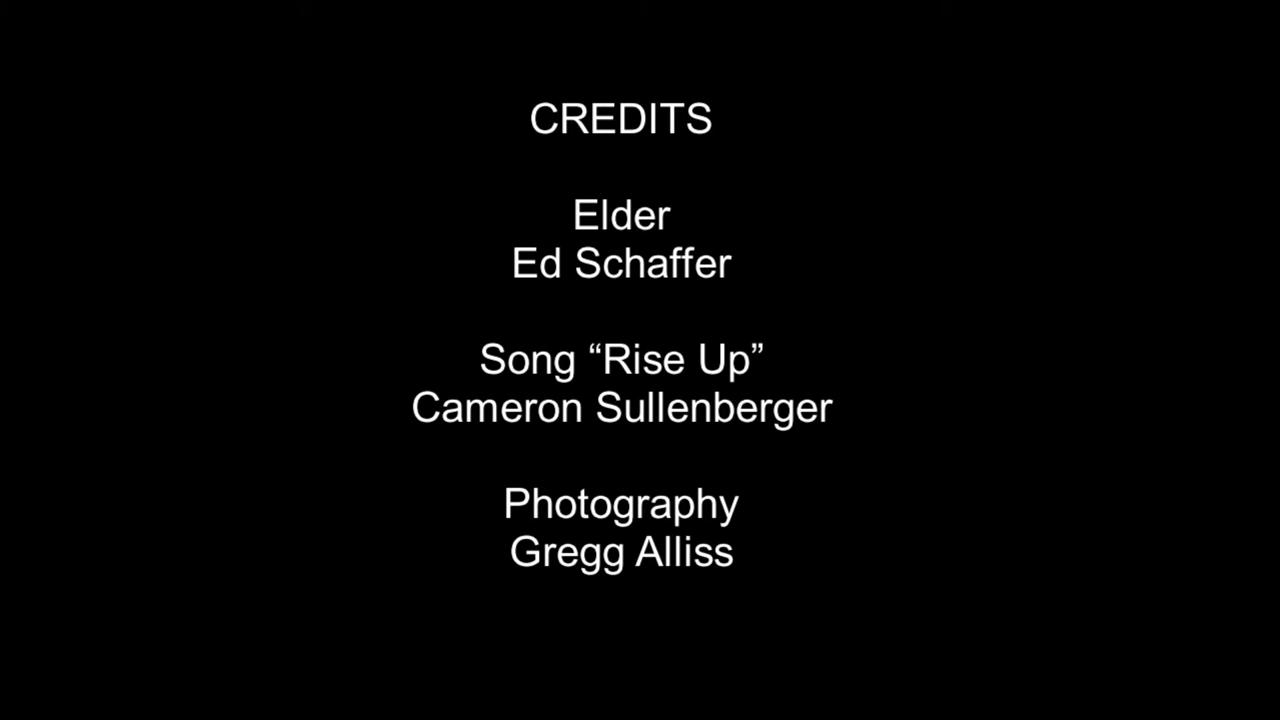 CREDITS
Elder
Ed Schaffer
Song “Rise Up”
Cameron Sullenberger
Photography
Gregg Alliss